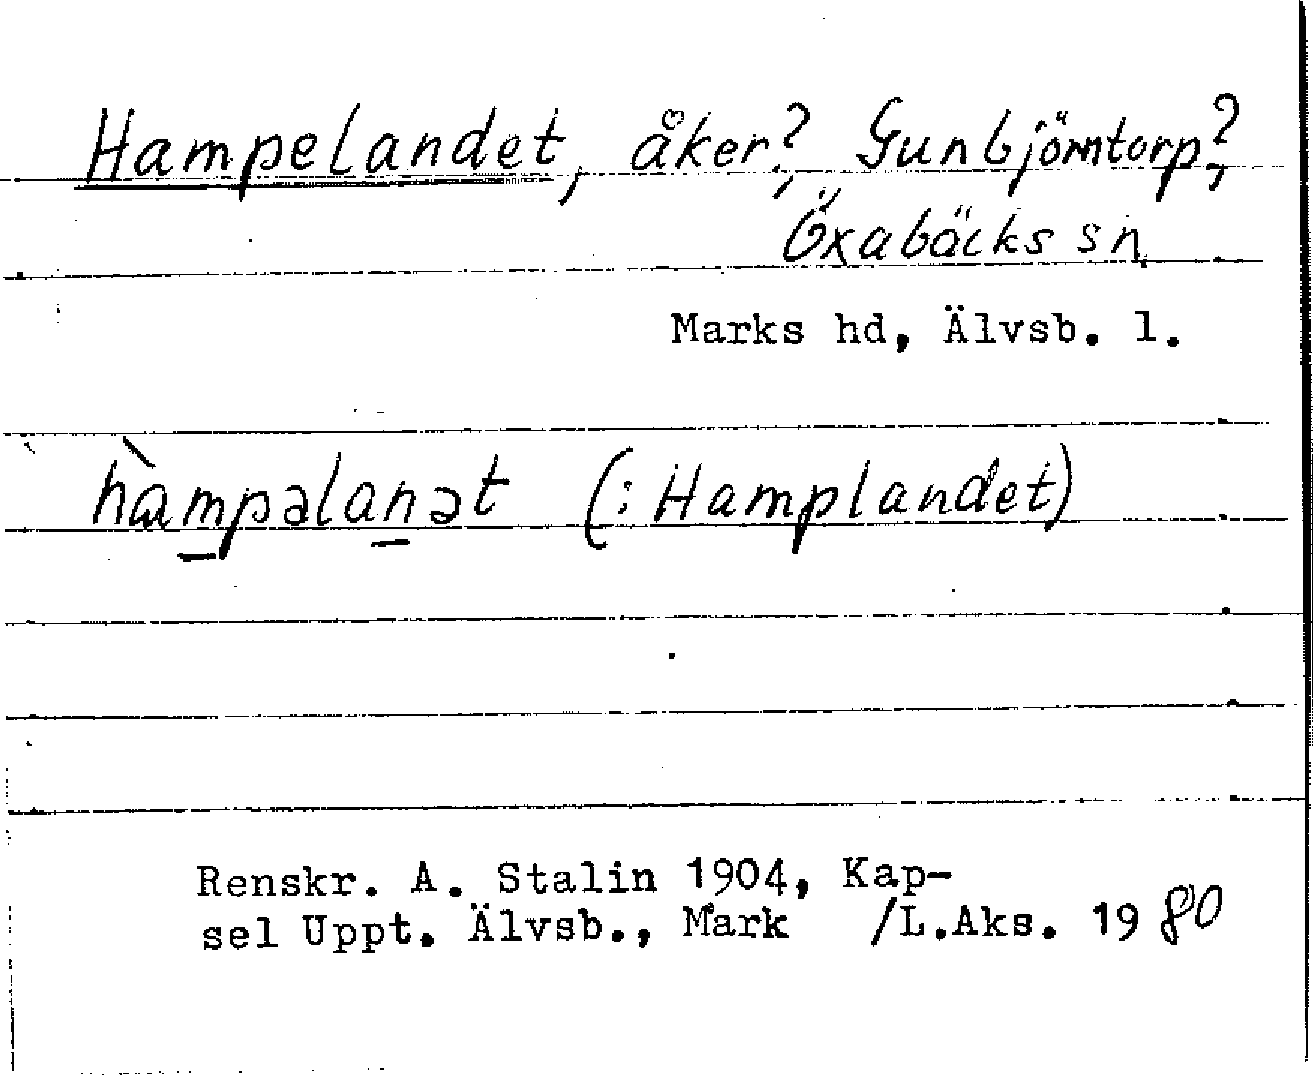 Hampelandet, åker?, Gunbjörntorp?,
Öxabäcks sn,
Marks hd, Älvsb. l.
hàmpəlanət (: Hamplandet)
Renskr. A. Stalin 1904, Kap-
sel Uppt. Älvsb., Mark /L.Aks. 1980